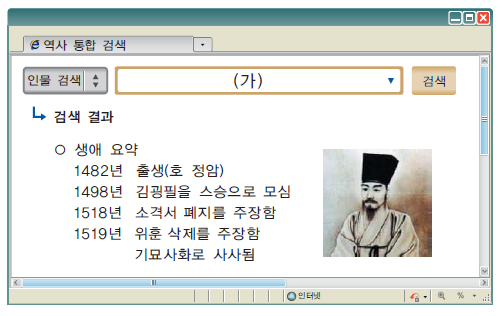 역사 통합 검색
인물 검색 (가) 검색
검색 결과
○ 생애 요약
1482년 출생(호 정암)
1498년 김굉필을 스승으로 모심
1518년 소격서 폐지를 주장함
1519년 위훈 삭제를 주장함
기묘사화로 사사됨
인터넷 %